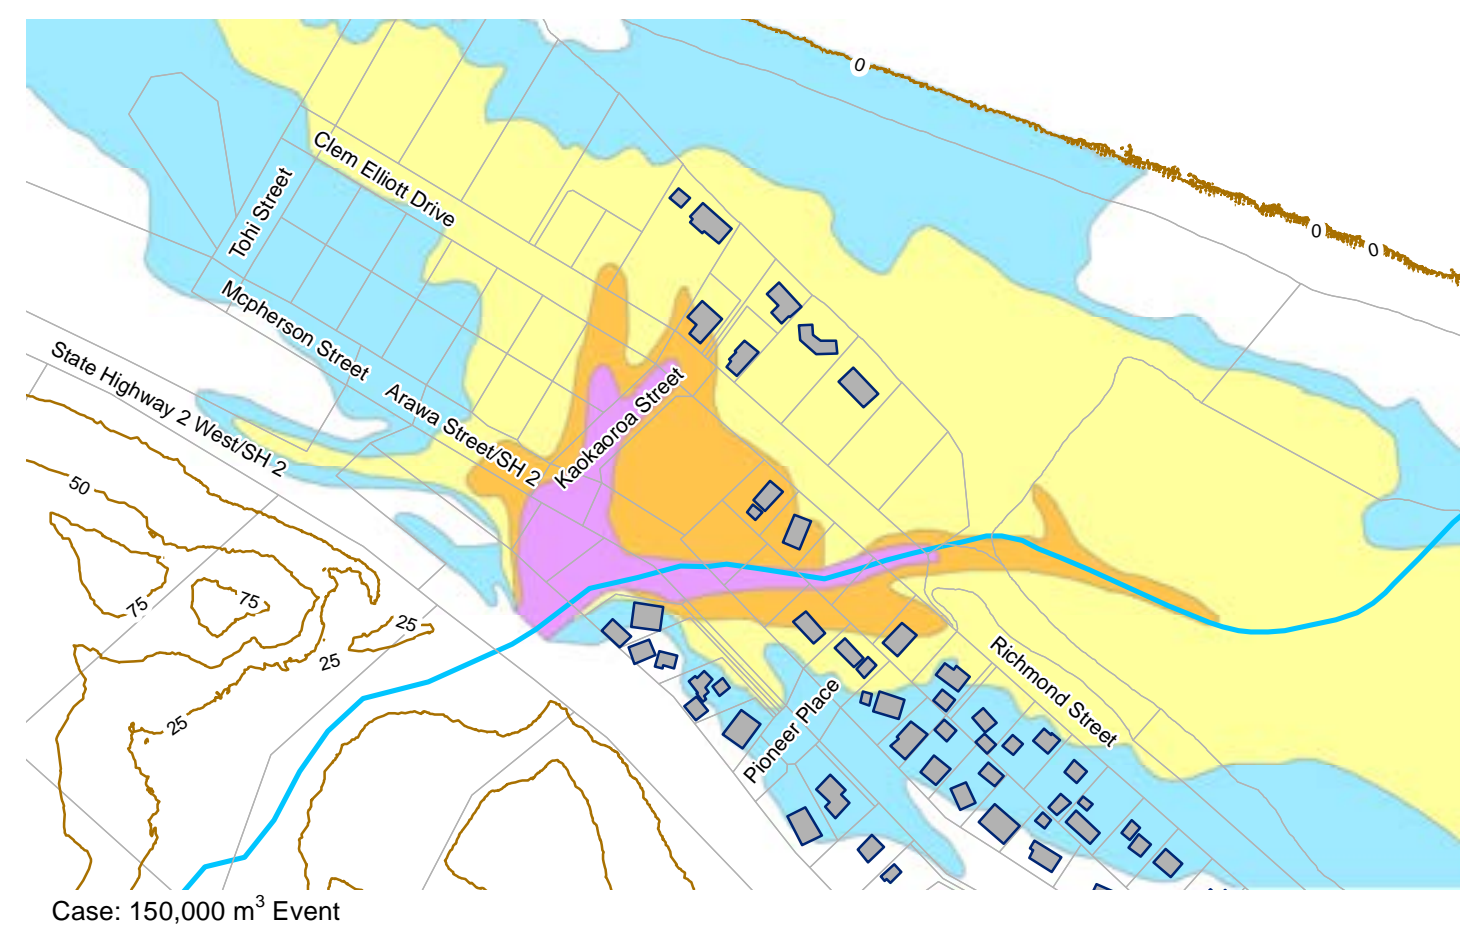 0
Clem Elliott Drive
Tohi Street
0
0
Mcpherson Street
State Highway 2 West/SH 2
Arawa Street/SH 2
Kaokaoroa Street
50
75
75
25
25
25
Richmond Street
Pioneer Place
Case: 150,000 m³ Event